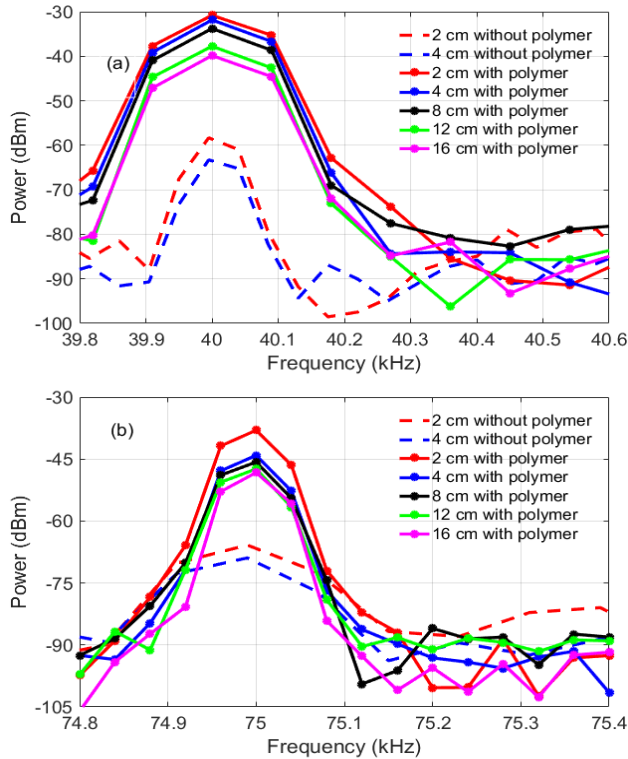 -30
-40
-50
-60
-70
-80
-90
-100
Power (dBm)
(a)
2 cm without polymer
4 cm without polymer
2 cm with polymer
4 cm with polymer
8 cm with polymer
12 cm with polymer
16 cm with polymer
39.8 39.9 40 40.1 40.2 40.3 40.4 40.5 40.6
Frequency (kHz)
-30
-45
-60
-75
-90
-105
Power (dBm)
(b)
2 cm without polymer
4 cm without polymer
2 cm with polymer
4 cm with polymer
8 cm with polymer
12 cm with polymer
16 cm with polymer
74.8 74.9 75 75.1 75.2 75.3 75.4
Frequency (kHz)